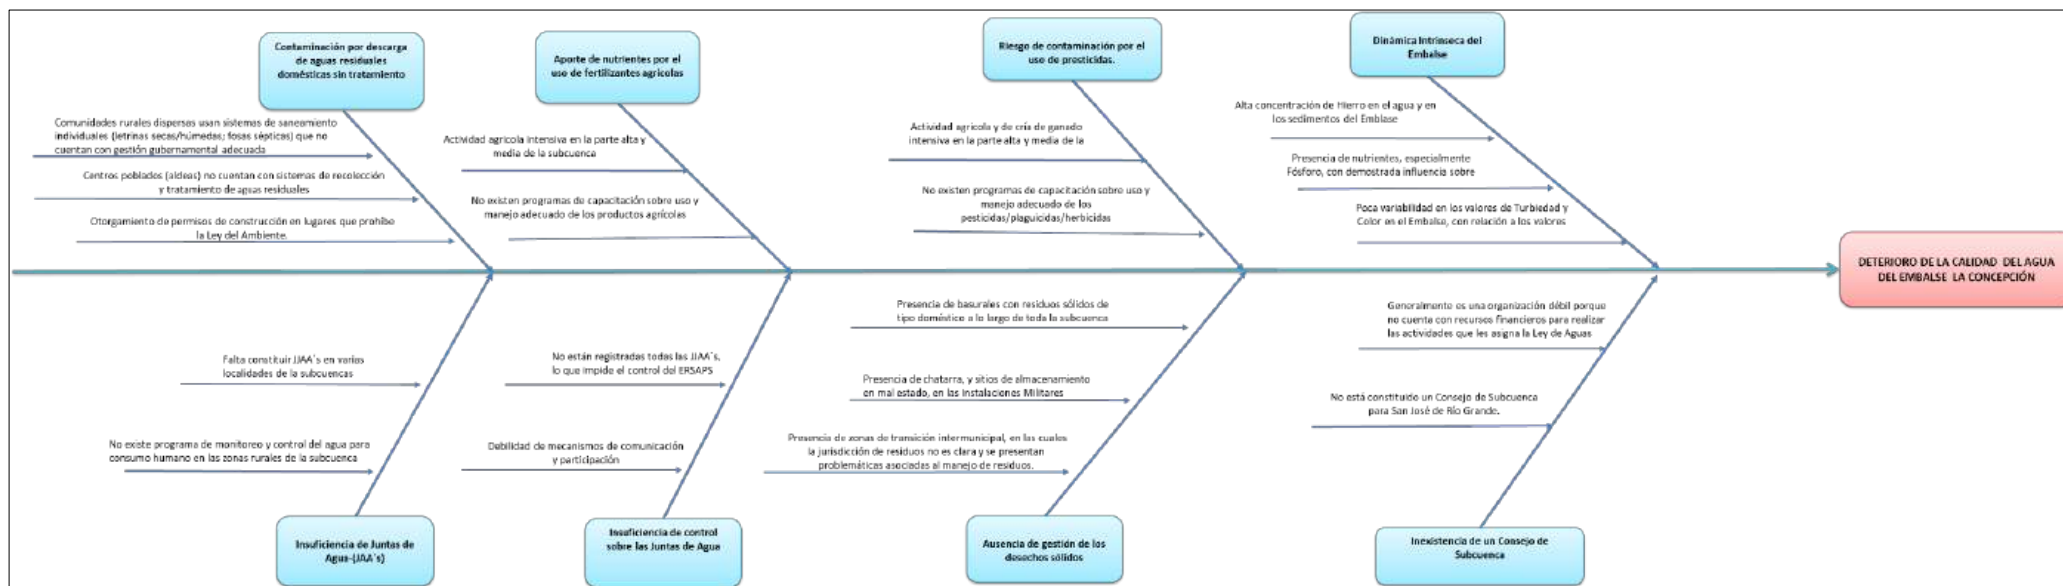 Contaminación por descarga
de aguas residuales
domésticas sin tratamiento
Comunidades rurales dispersas usan sistemas de saneamiento
individuales (letrinas secas/húmedas; fosas sépticas) que no
cuentan con gestión gubernamental adecuada
Centros poblados (aldeas) no cuentan con sistemas de recolección
y tratamiento de aguas residuales
Otorgamiento de permisos de construcción en lugares que prohíbe
la Ley del Ambiente.
Aporte de nutrientes por el
uso de fertilizantes agrícolas
Actividad agrícola intensiva en la parte alta y
media de la subcuenca
No existen programas de capacitación sobre uso y
manejo adecuado de los productos agrícolas
Riesgo de contaminación por el
uso de presticidas.
Actividad agrícola y de cría de ganado
intensiva en la parte alta y media de la
No existen programas de capacitación sobre uso y
manejo adecuado de los
pesticidas/plaguicidas/herbicidas
Dinámica Intrínseca del
Embalse
Alta concentración de Hierro en el agua y en
los sedimentos del Emblase
Presencia de nutrientes, especialmente
Fósforo, con demostrada influencia sobre
Poca variabilidad en los valores de Turbiedad y
Color en el Embalse, con relación a los valores
DETERIORO DE LA CALIDAD DEL AGUA
DEL EMBALSE LA CONCEPCIÓN
Falta constituir JJAA´s en varias
localidades de la subcuencas
No existe programa de monitoreo y control del agua para
consumo humano en las zonas rurales de la subcuenca
Insuficiencia de Juntas de
Agua-(JAA´s)
No están registradas todas las JJAA´s,
lo que impide el control del ERSAPS
Debilidad de mecanismos de comunicación
y participación
Insuficiencia de control
sobre las Juntas de Agua
Presencia de basurales con residuos sólidos de
tipo doméstico a lo largo de toda la subcuenca
Presencia de chatarra, y sitios de almacenamiento
en mal estado, en las Instalaciones Militares
Presencia de zonas de transición intermunicipal, en las cuales
la jurisdicción de residuos no es clara y se presentan
problemáticas asociadas al manejo de residuos.
Ausencia de gestión de los
desechos sólidos
Generalmente es una organización débil porque
no cuenta con recursos financieros para realizar
las actividades que les asigna la Ley de Aguas
No está constituido un Consejo de Subcuenca
para San José de Río Grande.
Inexistencia de un Consejo de
Subcuenca